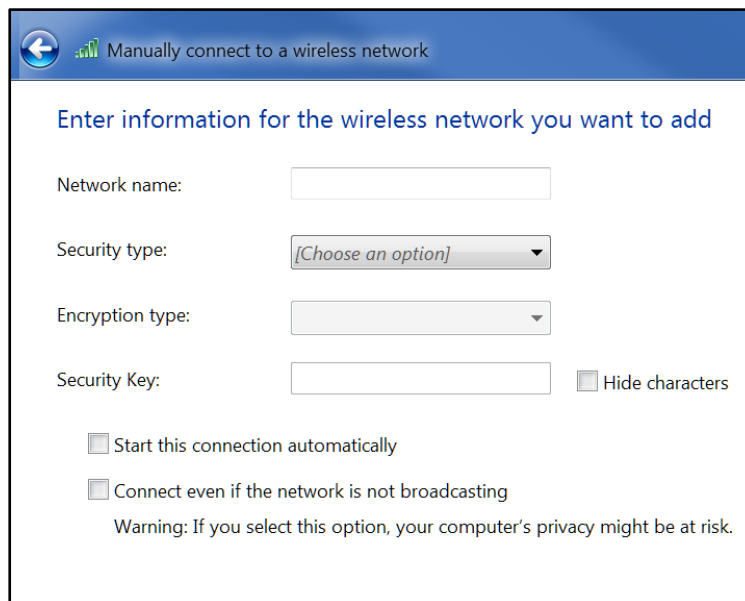 Manually connect to a wireless network
Enter information for the wireless network you want to add
Network name:
Security type:
[Choose an option]
Encryption type:
Security Key:
Hide characters
Start this connection automatically
Connect even if the network is not broadcasting
Warning: If you select this option, your computer’s privacy might be at risk.